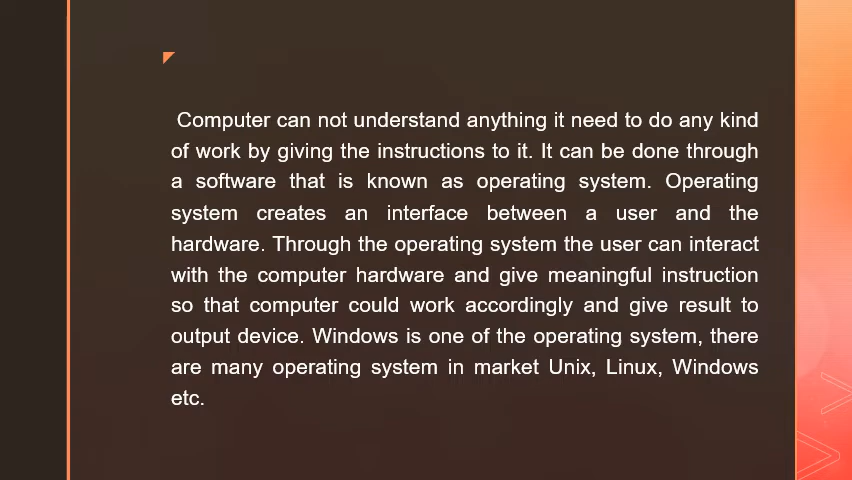 Computer can not understand anything it need to do any kind
of work by giving the instructions to it. It can be done through
a software that is known as operating system. Operating
system creates an interface between a user and the
hardware. Through the operating system the user can interact
with the computer hardware and give meaningful instruction
so that computer could work accordingly and give result to
output device. Windows is one of the operating system, there
are many operating system in market Unix, Linux, Windows
etc.